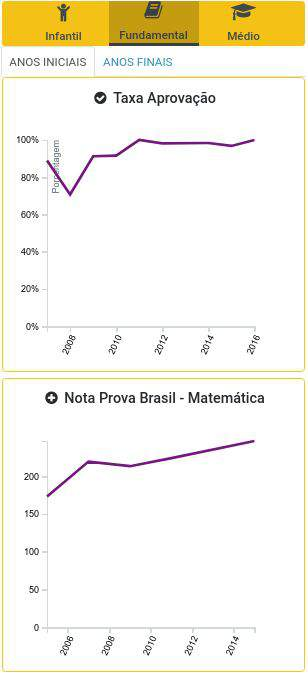 Infantil Fundamental Médio
ANOS INICIAIS ANOS FINAIS
Taxa Aprovação
Porcentagem
100%
80%
60%
40%
20%
0%
2008 2010 2012 2014 2016
Nota Prova Brasil - Matemática
200
150
100
50
0
2006 2008 2010 2012 2014